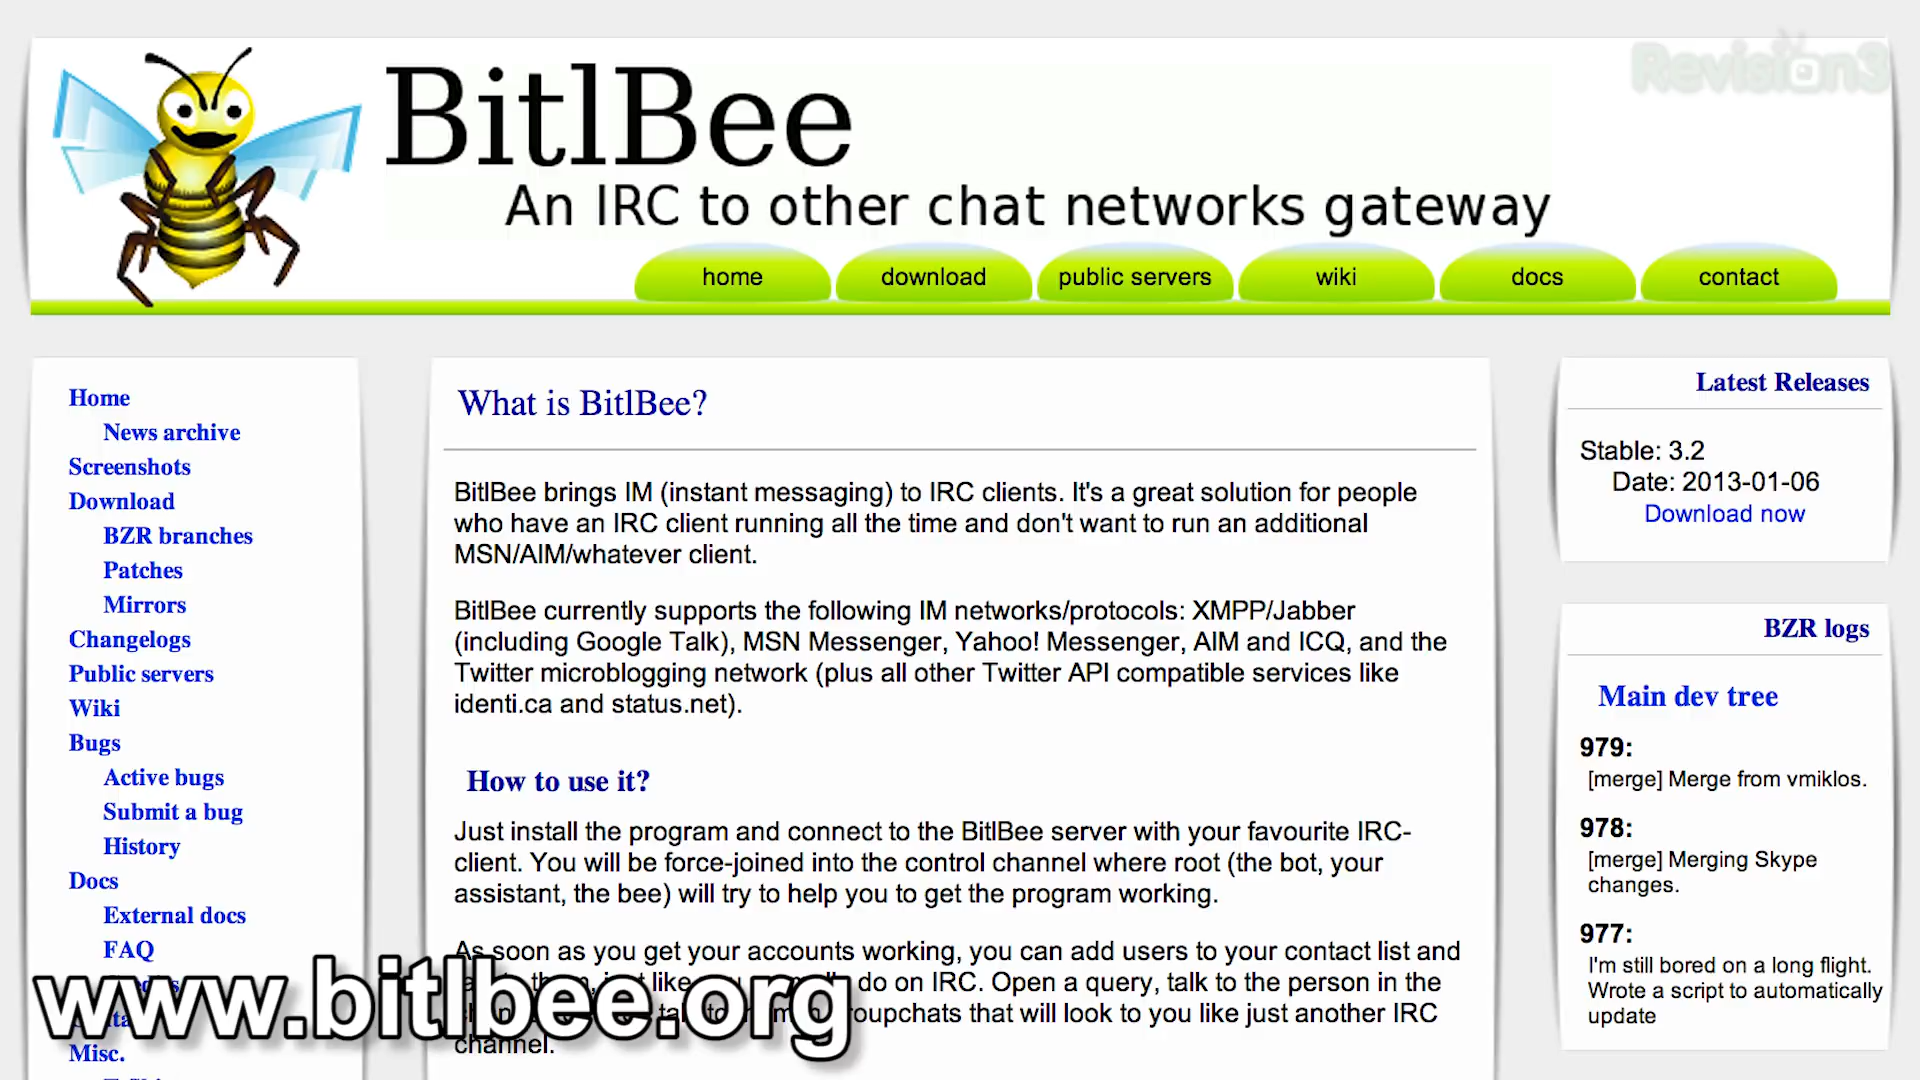 Revision3
BitlBee
An IRC to other chat networks gateway
home
download
public servers
wiki
docs
contact
Home
News archive
Screenshots
Download
BZR branches
Patches
Mirrors
Changelogs
Public servers
Wiki
Bugs
Active bugs
Submit a bug
History
Docs
External docs
FAQ
Misc.
What is BitlBee?
BitlBee brings IM (instant messaging) to IRC clients. It's a great solution for people
who have an IRC client running all the time and don't want to run an additional
MSN/AIM/whatever client.
BitlBee currently supports the following IM networks/protocols: XMPP/Jabber
(including Google Talk), MSN Messenger, Yahoo! Messenger, AIM and ICQ, and the
Twitter microblogging network (plus all other Twitter API compatible services like
identi.ca and status.net).
How to use it?
Just install the program and connect to the BitlBee server with your favourite IRC-
client. You will be force-joined into the control channel where root (the bot, your
assistant, the bee) will try to help you to get the program working.
As soon as you get your accounts working, you can add users to your contact list and
just like do on IRC. Open a query, talk to the person in the
that will look to you like just another IRC
channel.
Latest Releases
Stable: 3.2
Date: 2013-01-06
Download now
BZR logs
Main dev tree
979:
[merge] Merge from vmiklos.
978:
[merge] Merging Skype
changes.
977:
I'm still bored on a long flight.
Wrote a script to automatically
update
www.bitlbee.org